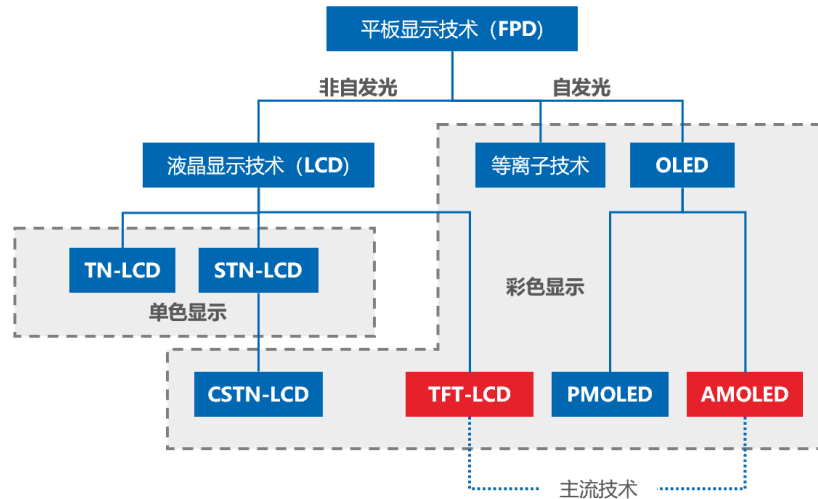 平板显示技术（FPD）
非自发光
自发光
液晶显示技术（LCD）
等离子技术
OLED
TN-LCD
STN-LCD
单色显示
彩色显示
CSTN-LCD
TFT-LCD
PMOLED
AMOLED
主流技术